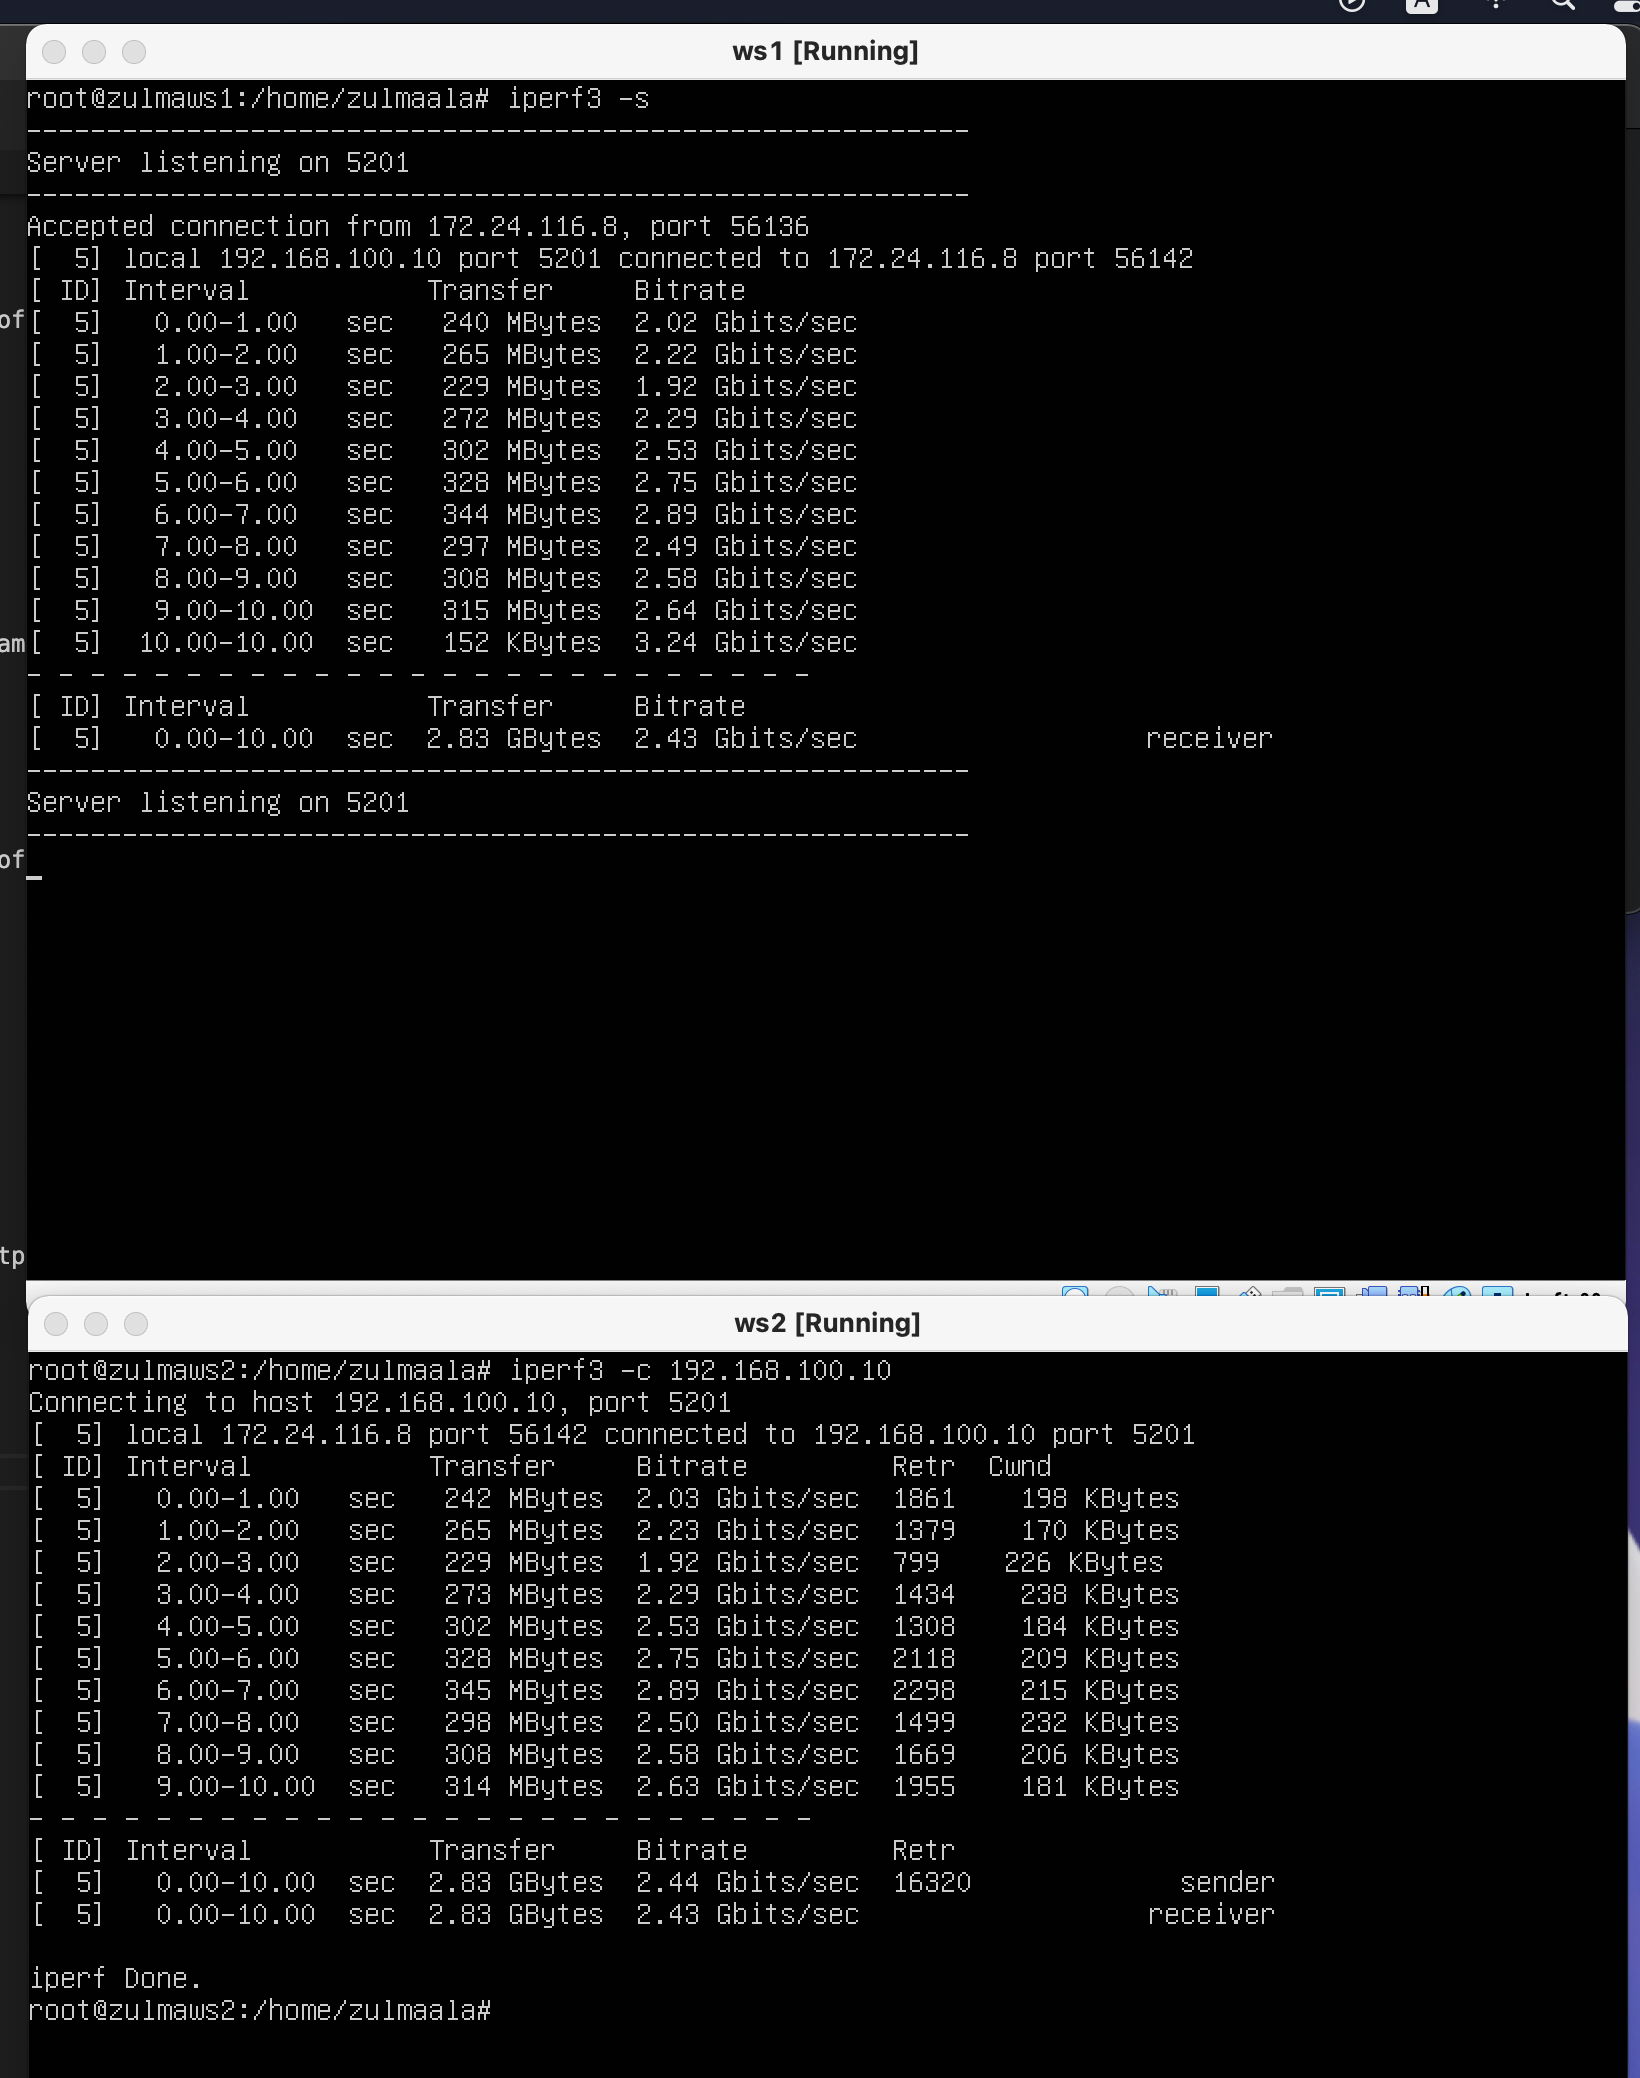 ws1 [Running]
root@zulmaws1:/home/zulmaala# iperf3 -s
-----------------------------------------------------------
Server listening on 5201
-----------------------------------------------------------
Accepted connection from 172.24.116.8, port 56136
[  5] local 192.168.100.10 port 5201 connected to 172.24.116.8 port 56142
[ ID] Interval           Transfer     Bitrate
[  5]   0.00-1.00   sec   240 MBytes  2.02 Gbits/sec
[  5]   1.00-2.00   sec   265 MBytes  2.22 Gbits/sec
[  5]   2.00-3.00   sec   229 MBytes  1.92 Gbits/sec
[  5]   3.00-4.00   sec   272 MBytes  2.29 Gbits/sec
[  5]   4.00-5.00   sec   302 MBytes  2.53 Gbits/sec
[  5]   5.00-6.00   sec   328 MBytes  2.75 Gbits/sec
[  5]   6.00-7.00   sec   344 MBytes  2.89 Gbits/sec
[  5]   7.00-8.00   sec   297 MBytes  2.49 Gbits/sec
[  5]   8.00-9.00   sec   308 MBytes  2.58 Gbits/sec
[  5]   9.00-10.00  sec   315 MBytes  2.64 Gbits/sec
[  5]  10.00-10.00  sec   152 KBytes  3.24 Gbits/sec
- - - - - - - - - - - - - - - - - - - - - - - - -
[ ID] Interval           Transfer     Bitrate
[  5]   0.00-10.00  sec  2.83 GBytes  2.43 Gbits/sec                  receiver
-----------------------------------------------------------
Server listening on 5201
-----------------------------------------------------------
of
am
of
tp
ws2 [Running]
root@zulmaws2:/home/zulmaala# iperf3 -c 192.168.100.10
Connecting to host 192.168.100.10, port 5201
[  5] local 172.24.116.8 port 56142 connected to 192.168.100.10 port 5201
[ ID] Interval           Transfer     Bitrate         Retr  Cwnd
[  5]   0.00-1.00   sec   242 MBytes  2.03 Gbits/sec  1861    198 KBytes
[  5]   1.00-2.00   sec   265 MBytes  2.23 Gbits/sec  1379    170 KBytes
[  5]   2.00-3.00   sec   229 MBytes  1.92 Gbits/sec  799    226 KBytes
[  5]   3.00-4.00   sec   273 MBytes  2.29 Gbits/sec  1434    238 KBytes
[  5]   4.00-5.00   sec   302 MBytes  2.53 Gbits/sec  1308    184 KBytes
[  5]   5.00-6.00   sec   328 MBytes  2.75 Gbits/sec  2118    209 KBytes
[  5]   6.00-7.00   sec   345 MBytes  2.89 Gbits/sec  2298    215 KBytes
[  5]   7.00-8.00   sec   298 MBytes  2.50 Gbits/sec  1499    232 KBytes
[  5]   8.00-9.00   sec   308 MBytes  2.58 Gbits/sec  1669    206 KBytes
[  5]   9.00-10.00  sec   314 MBytes  2.63 Gbits/sec  1955    181 KBytes
- - - - - - - - - - - - - - - - - - - - - - - - -
[ ID] Interval           Transfer     Bitrate         Retr
[  5]   0.00-10.00  sec  2.83 GBytes  2.44 Gbits/sec  16320             sender
[  5]   0.00-10.00  sec  2.83 GBytes  2.43 Gbits/sec                  receiver
iperf Done.
root@zulmaws2:/home/zulmaala#